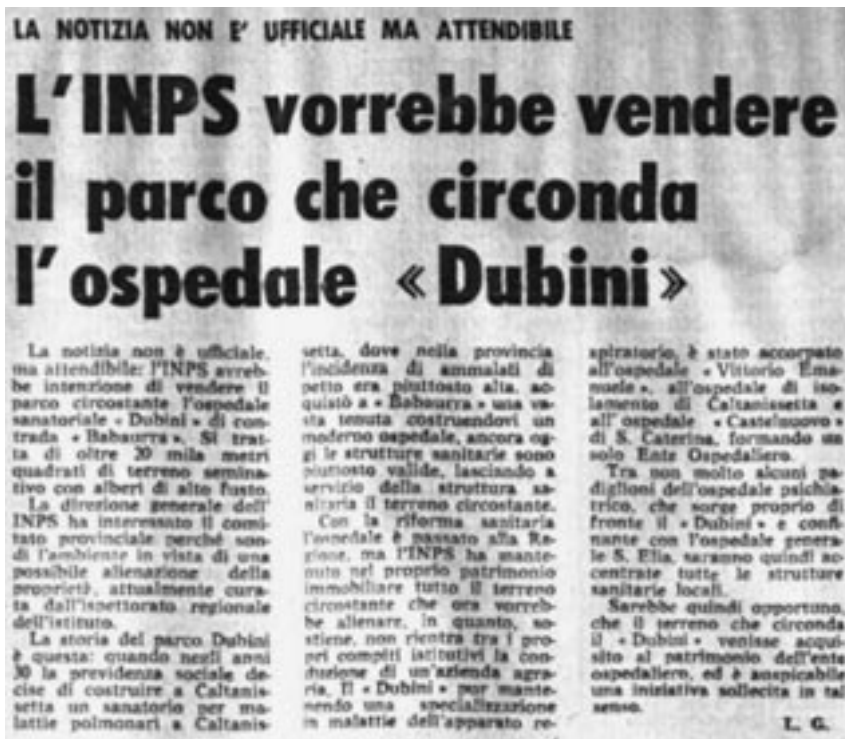 LA NOTIZIA NON E' UFFICIALE MA ATTENDIBILE
L'INPS vorrebbe vendere
il parco che circonda
l'ospedale «Dubini»
La notizia non è ufficiale,
ma attendibile: l'INPS avreb-
be intenzione di vendere il
parco circostante l'ospedale
sanatoriale «Dubini» di con-
trada «Babaurra». Si trat-
ta di oltre 20 mila metri
quadrati di terreno semina-
tivo con alberi di alto fusto.
La direzione generale dell'
INPS ha interessato il comi-
tato provinciale perché son-
di l'ambiente in vista di una
possibile alienazione della
proprietà, attualmente cura-
ta dall'ispettorato regionale
dell'istituto.
La storia del parco Dubini
è questa: quando negli anni
30 la previdenza sociale de-
cise di costruire a Caltanis-
setta un sanatorio per ma-
lattie polmonari a Caltanis-
setta, dove nella provincia
l'incidenza di ammalati di
petto era piuttosto alta, ac-
quistò a «Babaurra» una va-
sta tenuta costruendovi un
moderno ospedale, ancora og-
gi le strutture sanitarie sono
piuttosto valide, lasciando a
servizio della struttura sa-
nitaria il terreno circostante.
Con la riforma sanitaria
l'ospedale è passato alla Re-
gione, ma l'INPS ha mante-
nuto nel proprio patrimonio
immobiliare tutto il terreno
circostante che ora vorreb-
be alienare, in quanto, so-
stiene, non rientra tra i pro-
pri compiti istitutivi la con-
duzione di un'azienda agra-
ria. Il «Dubini» pur mante-
nendo una specializzazione
in malattie dell'apparato re-
spiratorio, è stato accorpato
all'ospedale «Vittorio Ema-
nuele», all'ospedale di iso-
lamento di Caltanissetta e
all'ospedale «Castelnuovo»
di S. Caterina, formando un
solo Ente Ospedaliero.
Tra non molto alcuni pa-
diglioni dell'ospedale psichia-
trico, che sorge proprio di
fronte il «Dubini» e confi-
nante con l'ospedale genera-
le S. Elia, saranno quindi ac-
centrate tutte le strutture
sanitarie locali.
Sarebbe quindi opportuno,
che il terreno che circonda
il «Dubini» venisse acqui-
sito al patrimonio dell'ente
ospedaliero, ed è auspicabile
una iniziativa sollecita in tal
senso.
L. G.